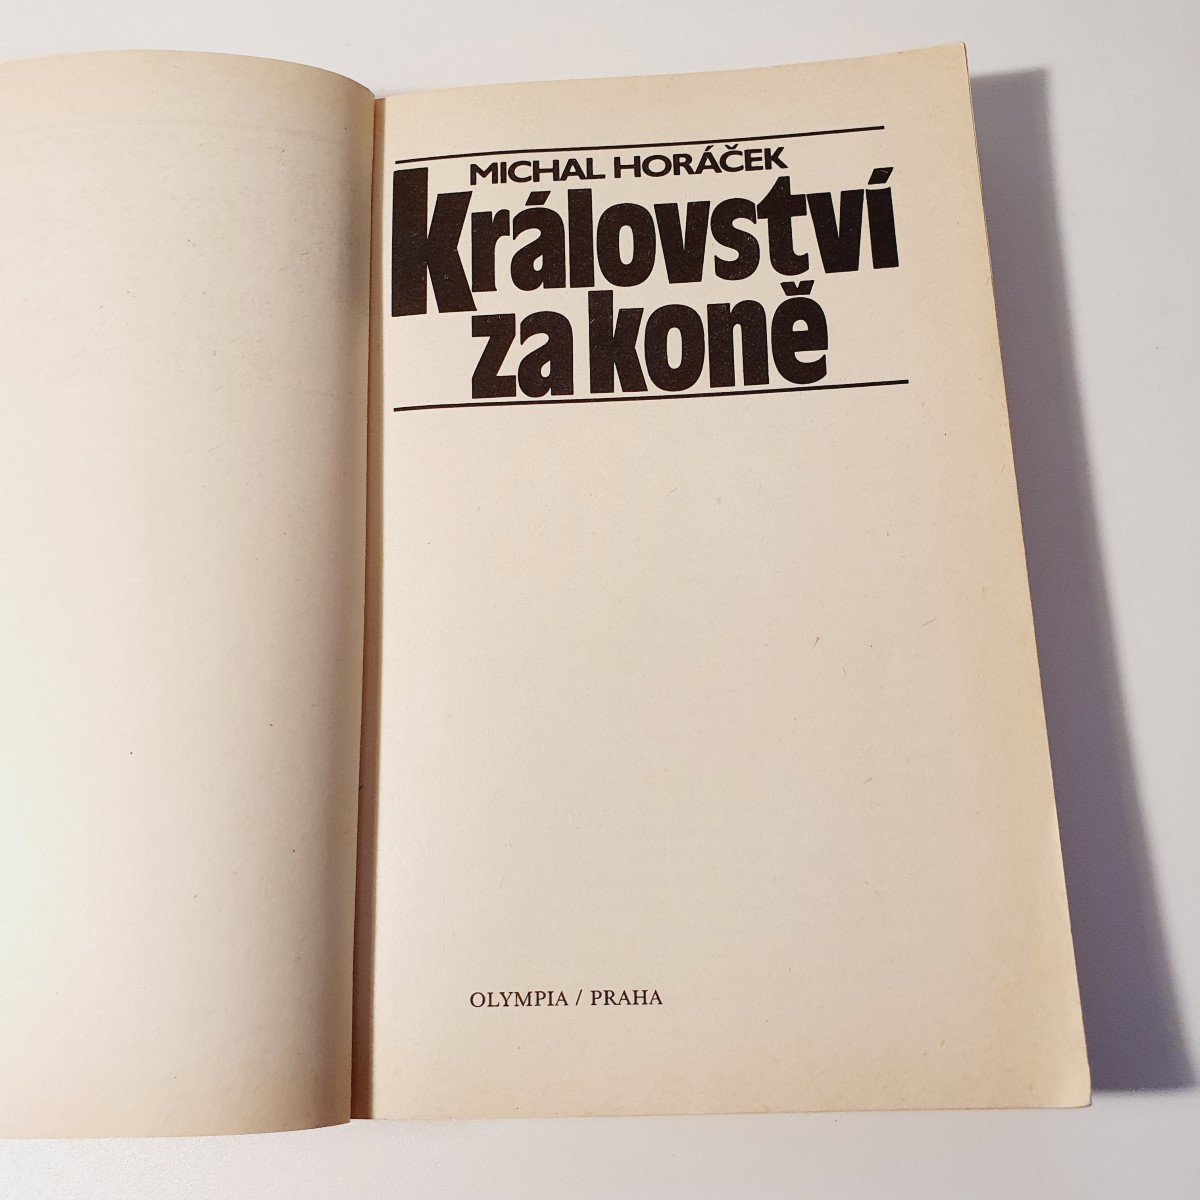 MICHAL HORÁČEK
Království
za koně
OLYMPIA / PRAHA